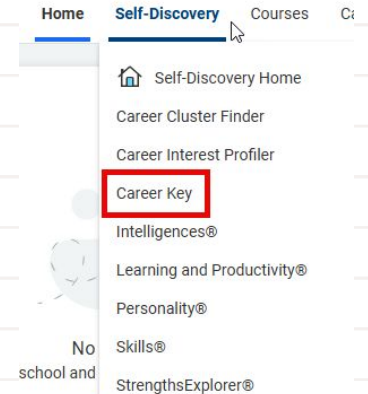 Home Self-Discovery Courses
Self-Discovery Home
Career Cluster Finder
Career Interest Profiler
Career Key
Intelligences®
Learning and Productivity®
Personality®
No Skills®
school and
StrengthsExplorer®